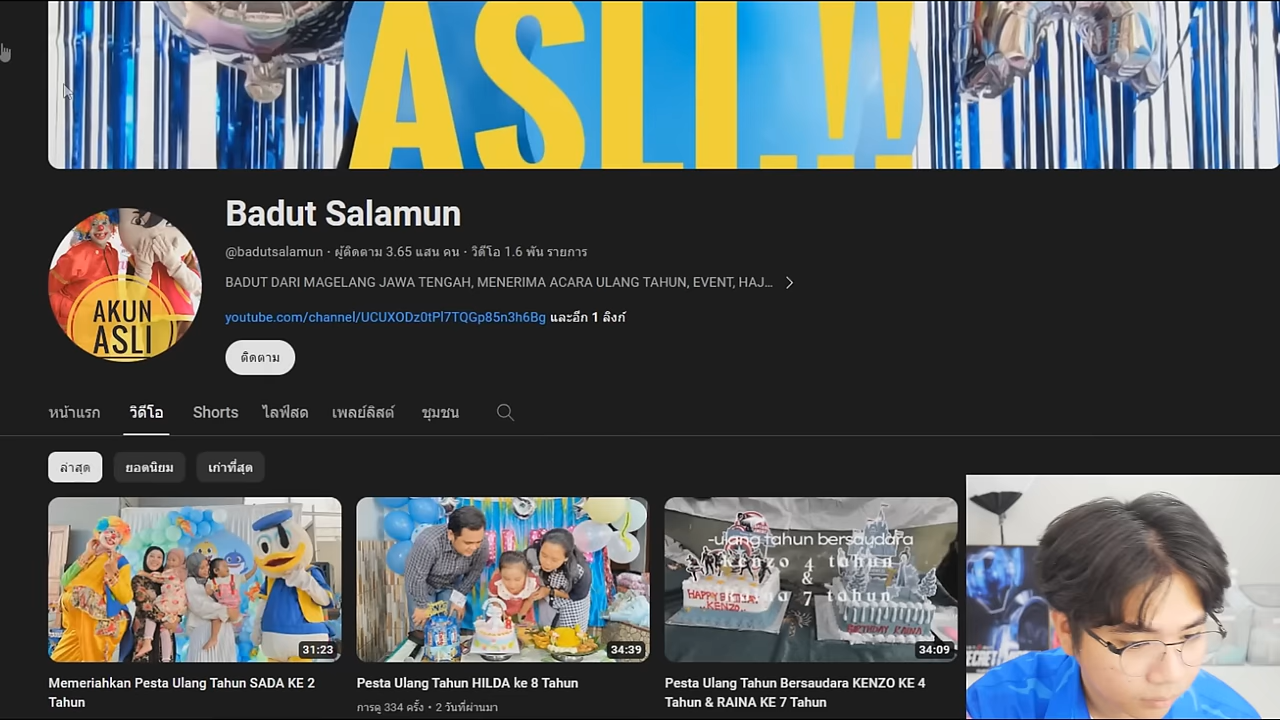 ASLI..!!
Badut Salamun
@badutsalamun · ผู้ติดตาม 3.65 แสน คน · วิดีโอ 1.6 พัน รายการ
BADUT DARI MAGELANG JAWA TENGAH, MENERIMA ACARA ULANG TAHUN, EVENT, HAJ...
youtube.com/channel/UCUXODz0tPl7TQGp85n3h6Bg และอีก 1 ลิงก์
AKUN
ASLI
ติดตาม
หน้าแรก วิดีโอ Shorts ไลฟ์สด เพลย์ลิสต์ ชุมชน
ล่าสุด ยอดนิยม เก่าที่สุด
-ulang tahun bersaudara
kenzo 4 tahun
&
7 tahun
KENZO
BIRTHDAY RAINA
31:23
34:39
34:09
Memeriahkan Pesta Ulang Tahun SADA KE 2
Tahun
Pesta Ulang Tahun HILDA ke 8 Tahun
การดู 334 ครั้ง • 2 วันที่ผ่านมา
Pesta Ulang Tahun Bersaudara KENZO KE 4
Tahun & RAINA KE 7 Tahun